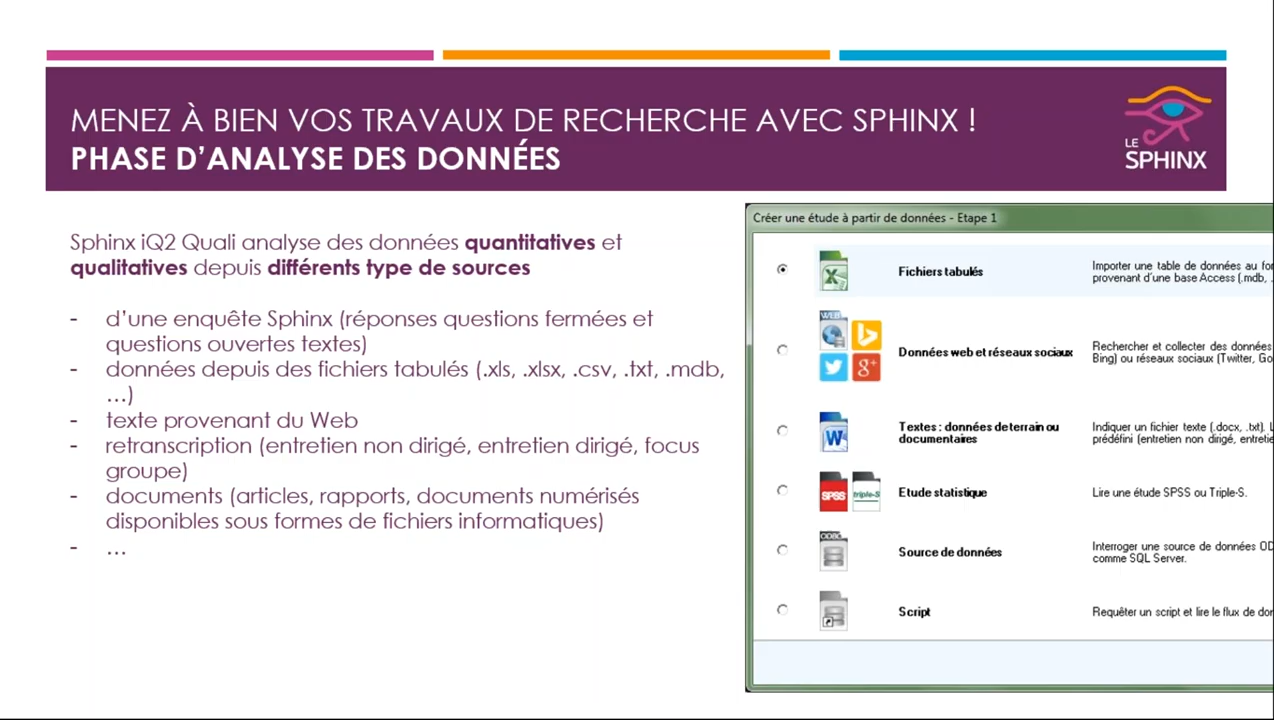 MENEZ À BIEN VOS TRAVAUX DE RECHERCHE AVEC SPHINX !
PHASE D'ANALYSE DES DONNÉES
LE
SPHINX
Sphinx iQ2 Quali analyse des données quantitatives et
qualitatives depuis différents type de sources
- d'une enquête Sphinx (réponses questions fermées et
questions ouvertes textes)
- données depuis des fichiers tabulés (.xls, .xlsx, .csv, .txt, .mdb,
…)
- texte provenant du Web
- retranscription (entretien non dirigé, entretien dirigé, focus
groupe)
- documents (articles, rapports, documents numérisés
disponibles sous formes de fichiers informatiques)
- …
Créer une étude à partir de données - Etape 1
Fichiers tabulés
Importer une table de données au for
provenant d'une base Access (.mdb, .
WEB
Données web et réseaux sociaux
Rechercher et collecter des données
Bing) ou réseaux sociaux (Twitter, Go
Textes : données de terrain ou
documentaires
Indiquer un fichier texte (.docx, .txt). L
prédéfini (entretien non dirigé, entretie
SPSS
triple-S
Etude statistique
Lire une étude SPSS ou Triple-S.
ODBC
Source de données
Interroger une source de données OD
comme SQL Server.
Script
Requêter un script et lire le flux de dor